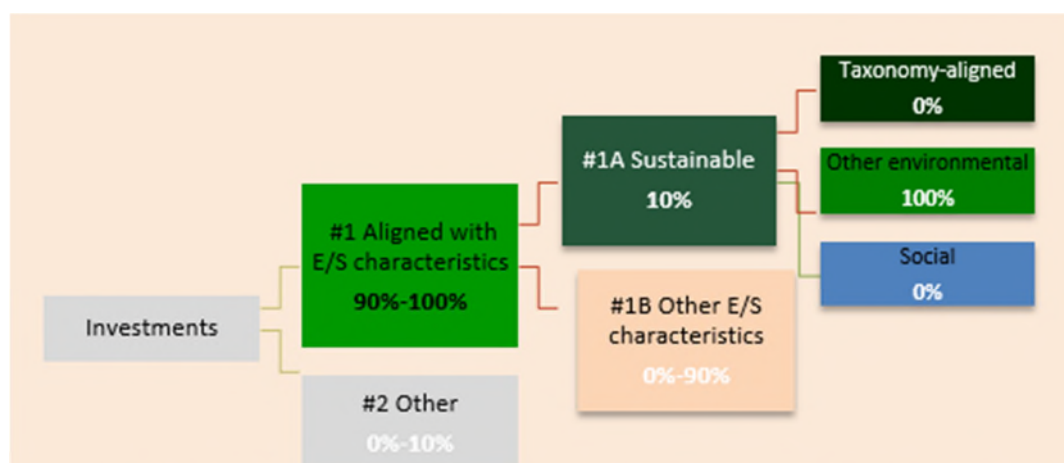 Investments
#1 Aligned with
E/S characteristics
90%-100%
#2 Other
0%-10%
#1A Sustainable
10%
#1B Other E/S
characteristics
0%-90%
Taxonomy-aligned
0%
Other environmental
100%
Social
0%